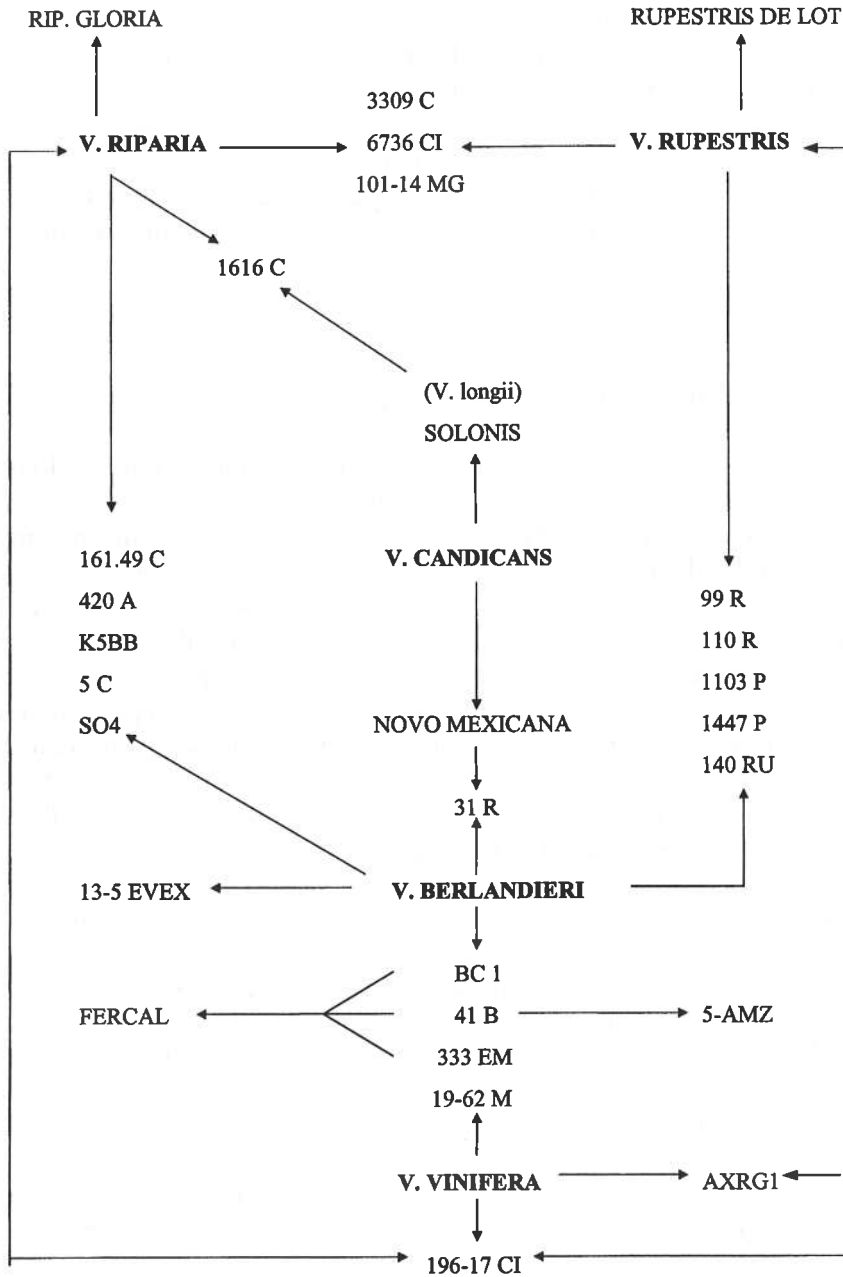 RIP. GLORIA
RUPESTRIS DE LOT
3309 C
V. RIPARIA
6736 CI
V. RUPESTRIS
101-14 MG
1616 C
(V. longii)
SOLONIS
161.49 C
V. CANDICANS
99 R
420 A
110 R
K5BB
1103 P
5 C
SO4
NOVO MEXICANA
1447 P
140 RU
31 R
13-5 EVEX
V. BERLANDIERI
BC 1
FERCAL
41 B
5-AMZ
333 EM
19-62 M
V. VINIFERA
AXRG1
196-17 CI